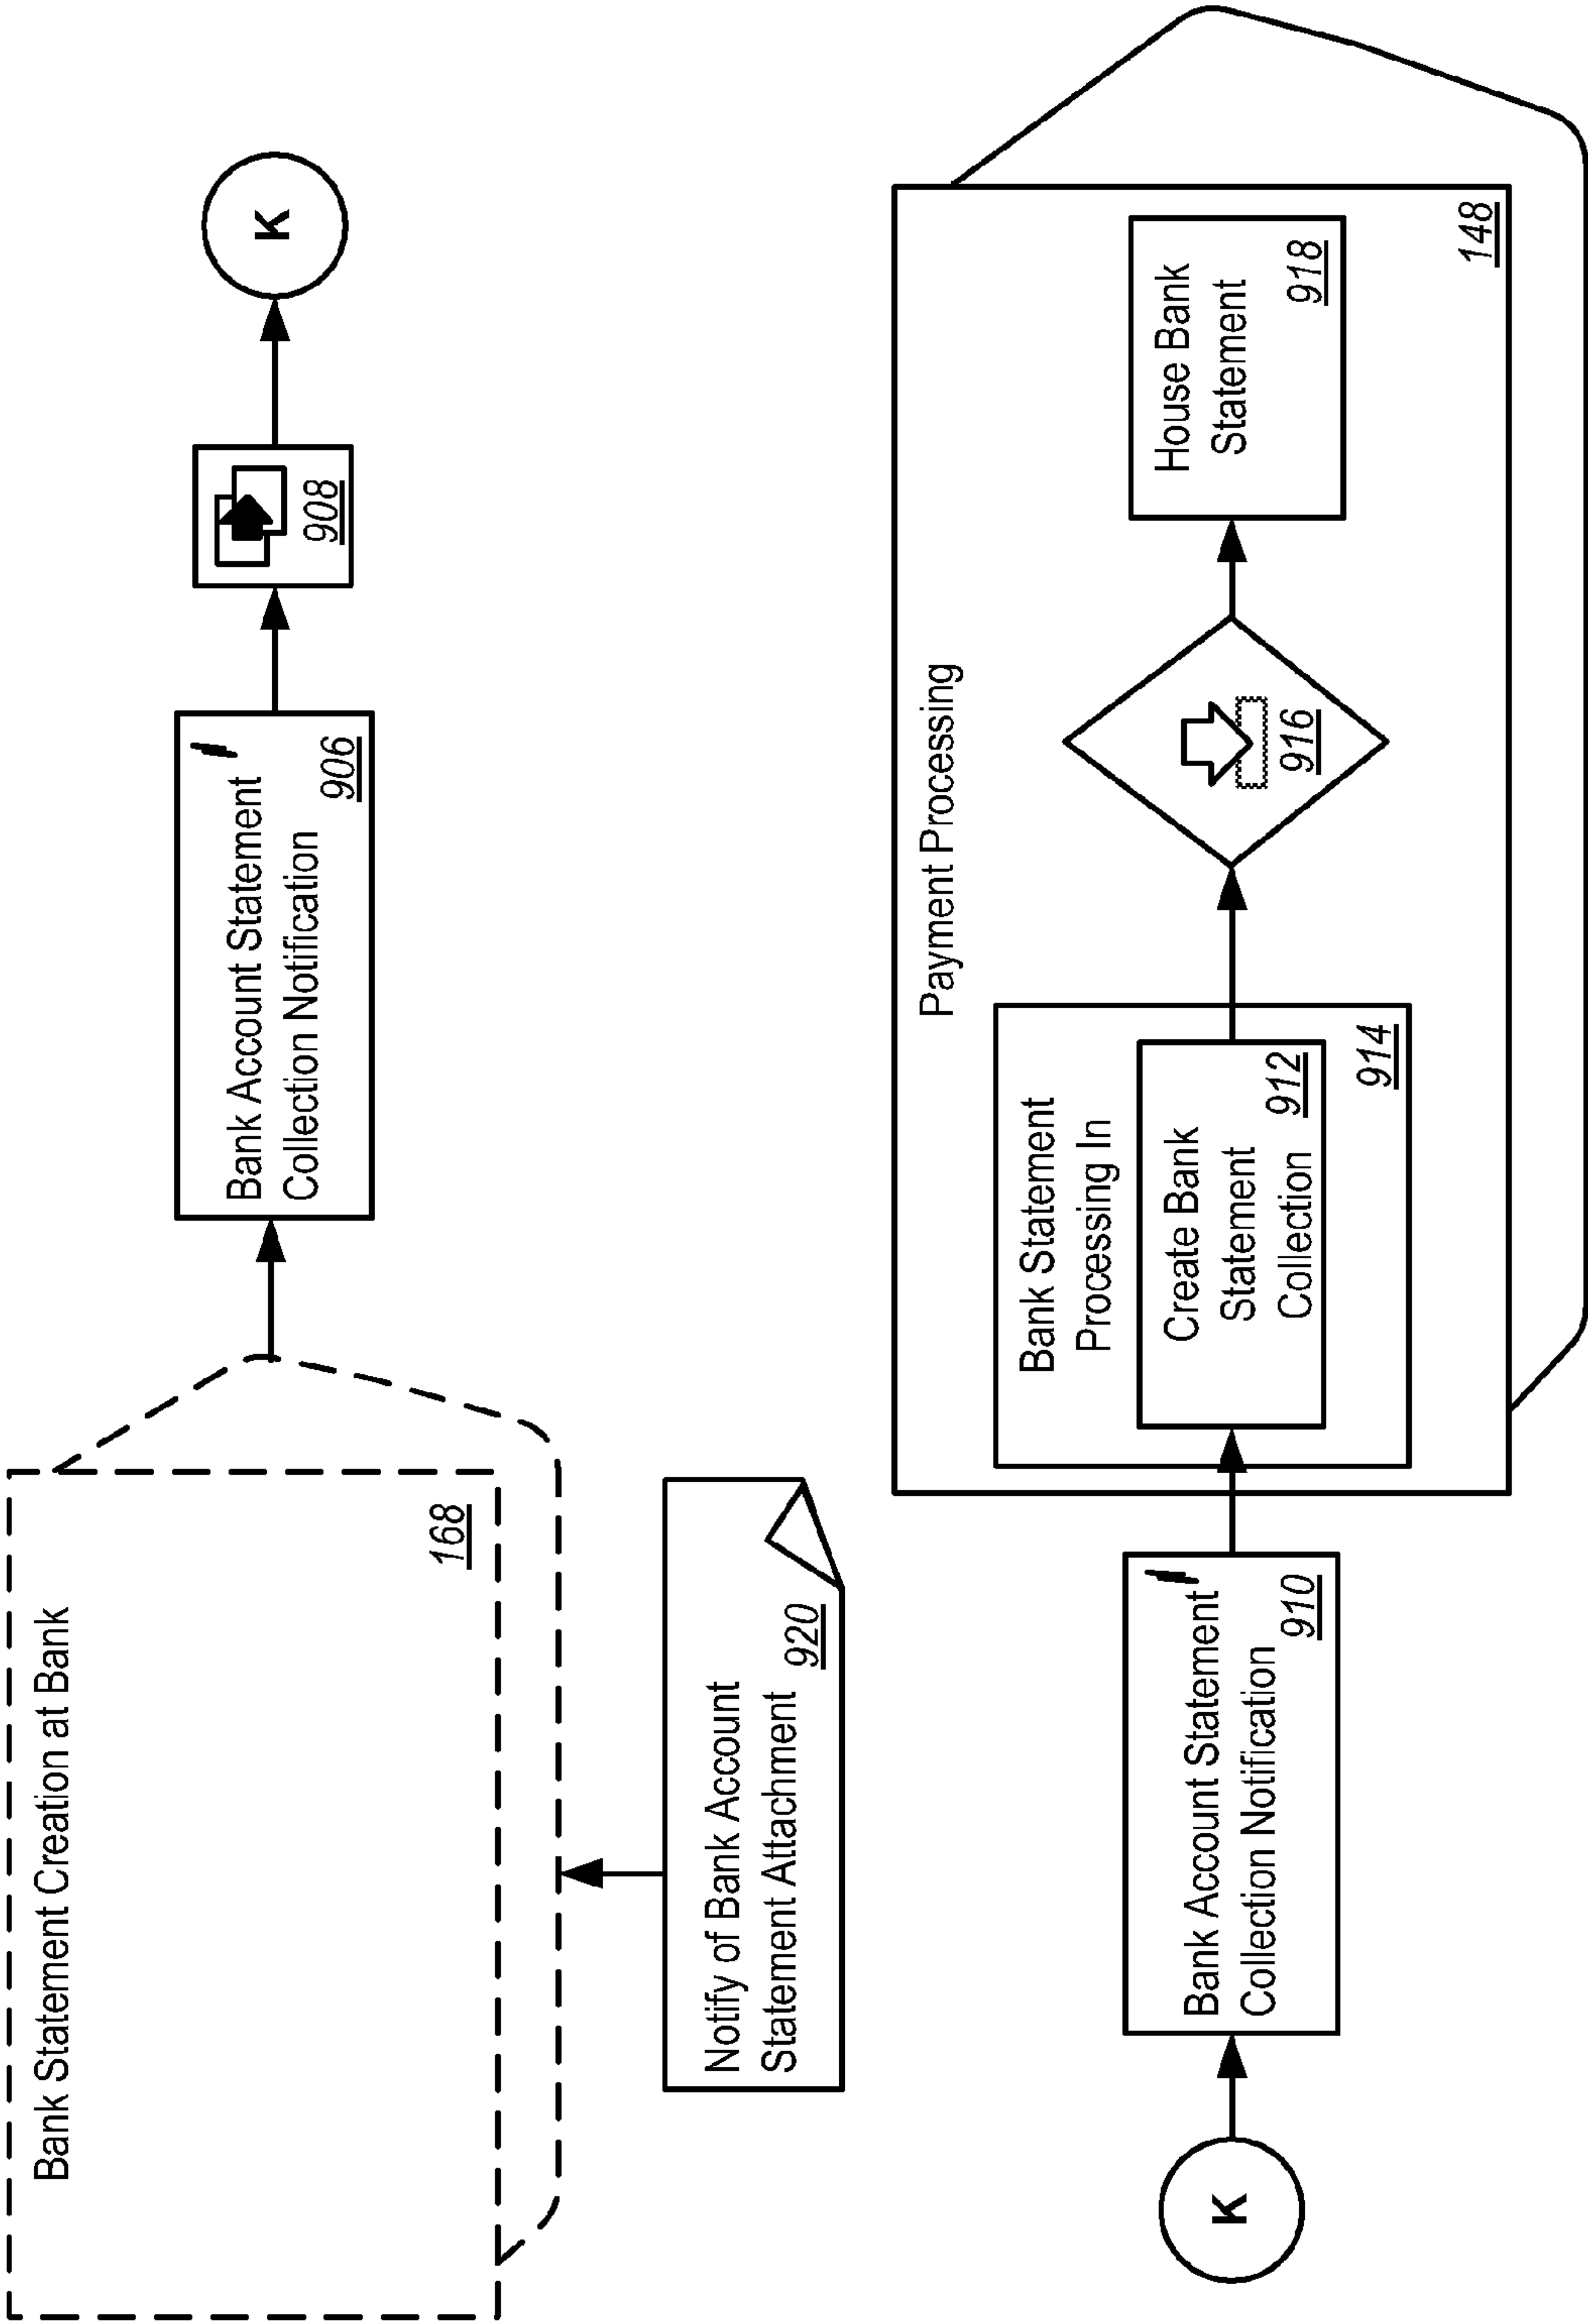 Bank Statement Creation at Bank
168
Bank Account Statement
Collection Notification
906
908
K
Notify of Bank Account
Statement Attachment
920
K
Bank Account Statement
Collection Notification
910
Payment Processing
Bank Statement
Processing In
Create Bank
Statement
Collection
912
914
916
House Bank
Statement
918
148